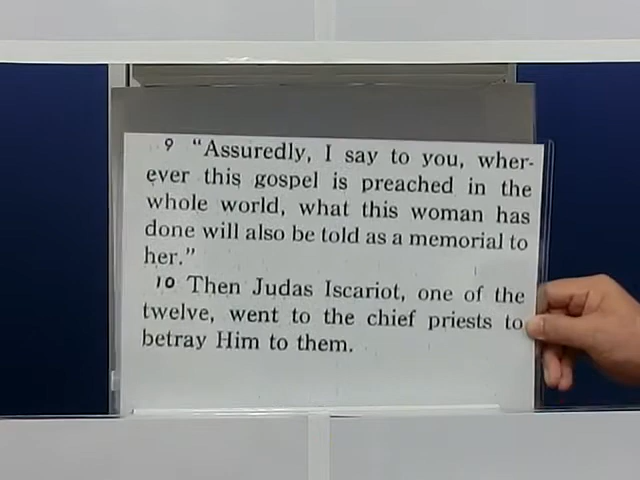 9 “Assuredly, I say to you, wher-
ever this gospel is preached in the
whole world, what this woman has
done will also be told as a memorial to
her.”
10 Then Judas Iscariot, one of the
twelve, went to the chief priests to
betray Him to them.